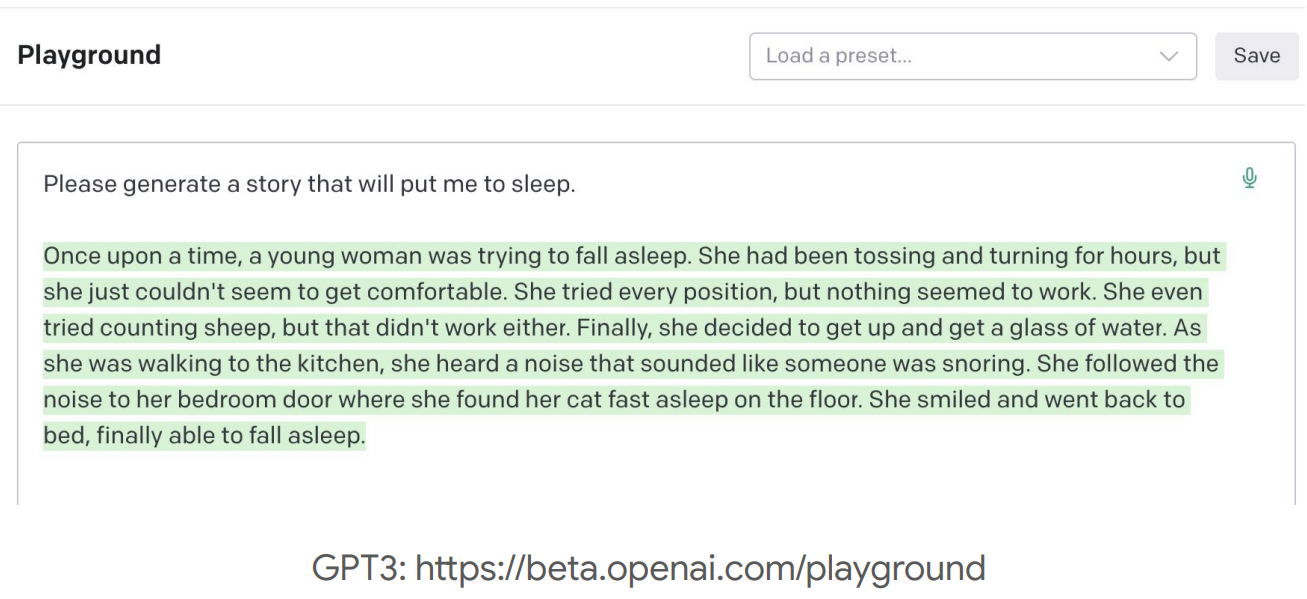 Playground
Load a preset...
Save
Please generate a story that will put me to sleep.
Once upon a time, a young woman was trying to fall asleep. She had been tossing and turning for hours, but
she just couldn't seem to get comfortable. She tried every position, but nothing seemed to work. She even
tried counting sheep, but that didn't work either. Finally, she decided to get up and get a glass of water. As
she was walking to the kitchen, she heard a noise that sounded like someone was snoring. She followed the
noise to her bedroom door where she found her cat fast asleep on the floor. She smiled and went back to
bed, finally able to fall asleep.
GPT3: https://beta.openai.com/playground